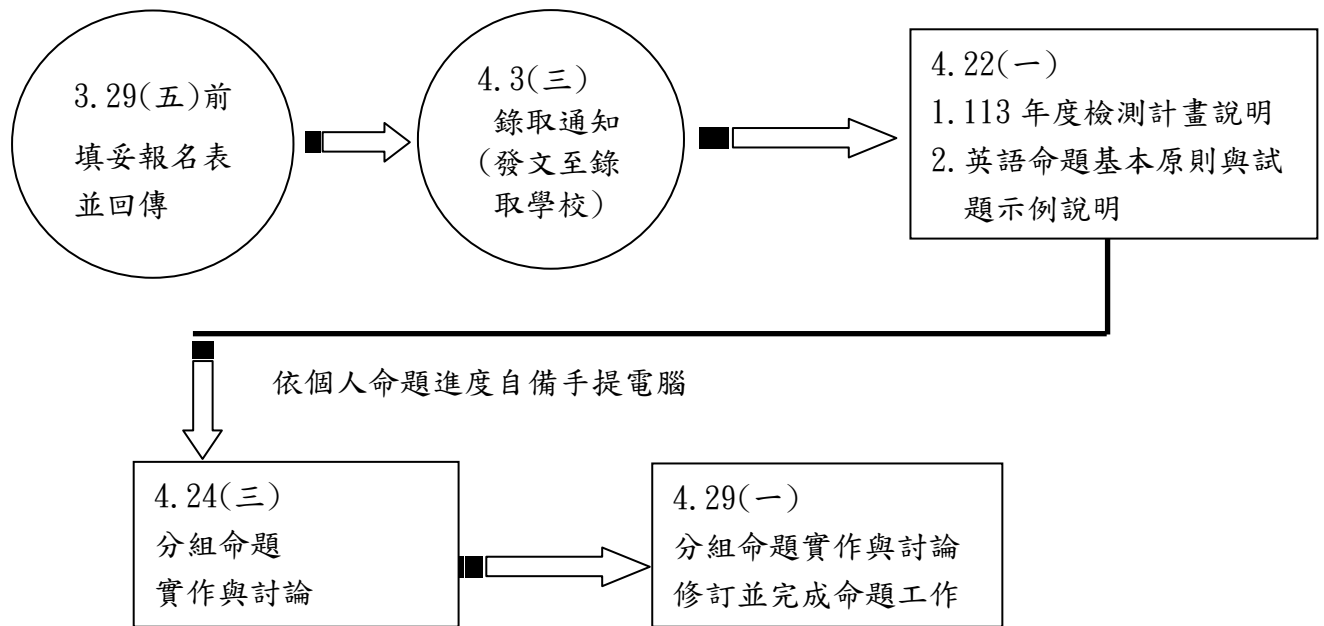 3.29(五)前
填妥報名表
並回傳
4.3(三)
錄取通知
(發文至錄
取學校)
4.22(一)
1.113 年度檢測計畫說明
2.英語命題基本原則與試
題示例說明
依個人命題進度自備手提電腦
4.24(三)
分組命題
實作與討論
4.29(一)
分組命題實作與討論
修訂並完成命題工作